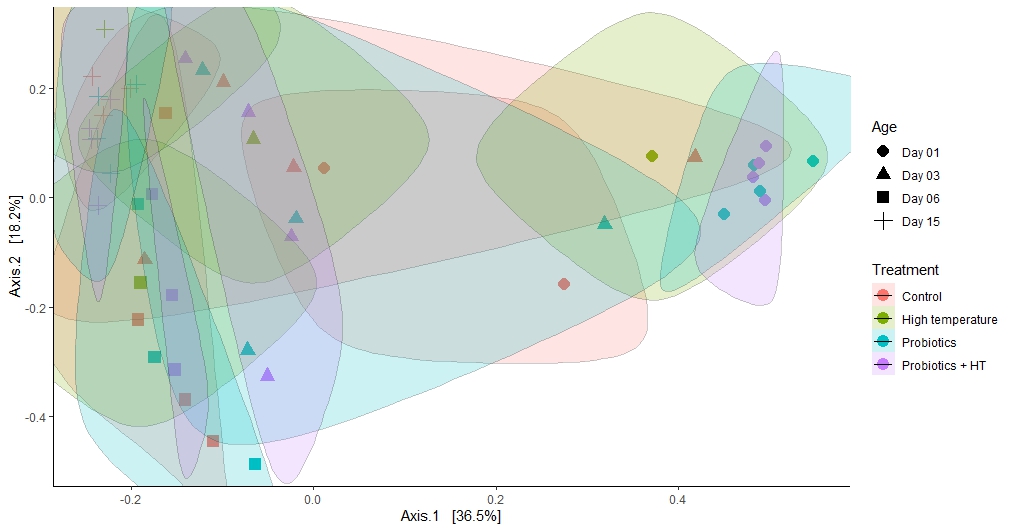 Axis.2 [18.2%]
0.2
0.0
-0.2
-0.4
-0.2
0.0
0.2
0.4
Axis.1 [36.5%]
Age
Day 01
Day 03
Day 06
Day 15
Treatment
Control
High temperature
Probiotics
Probiotics + HT